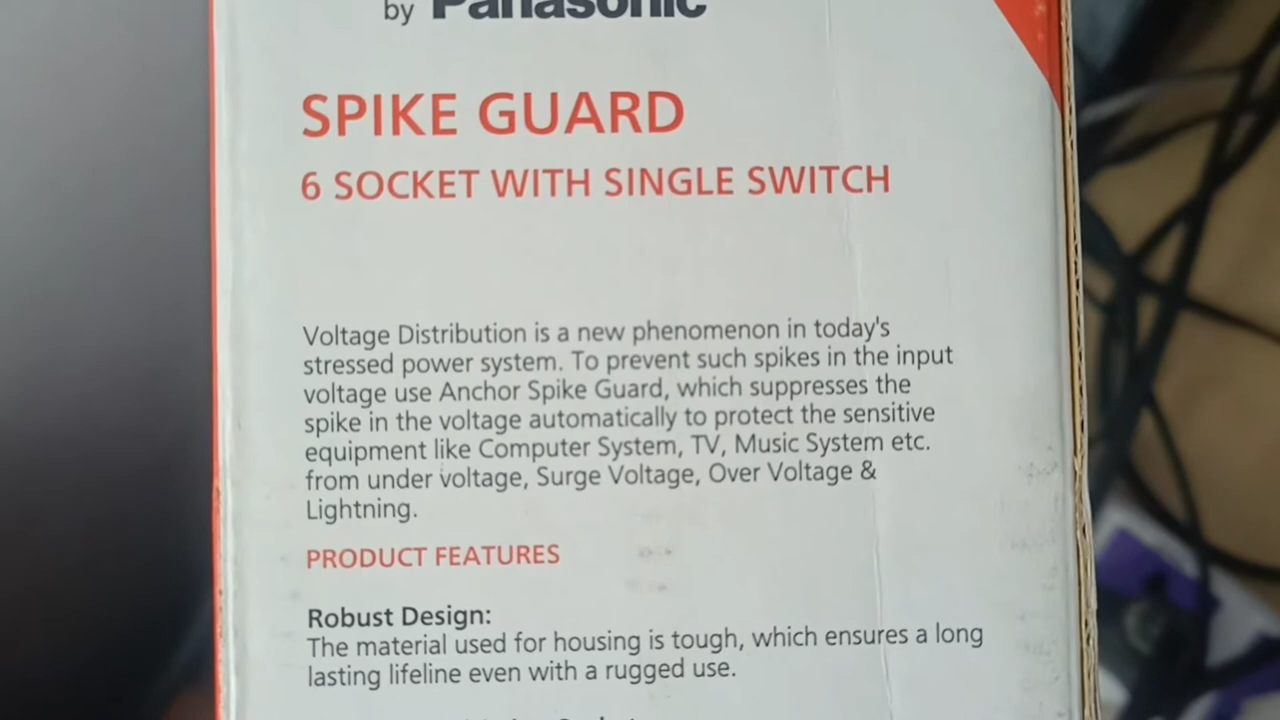 by Panasonic
SPIKE GUARD
6 SOCKET WITH SINGLE SWITCH
Voltage Distribution is a new phenomenon in today's
stressed power system. To prevent such spikes in the input
voltage use Anchor Spike Guard, which suppresses the
spike in the voltage automatically to protect the sensitive
equipment like Computer System, TV, Music System etc.
from under voltage, Surge Voltage, Over Voltage &
Lightning.
PRODUCT FEATURES
Robust Design:
The material used for housing is tough, which ensures a long
lasting lifeline even with a rugged use.